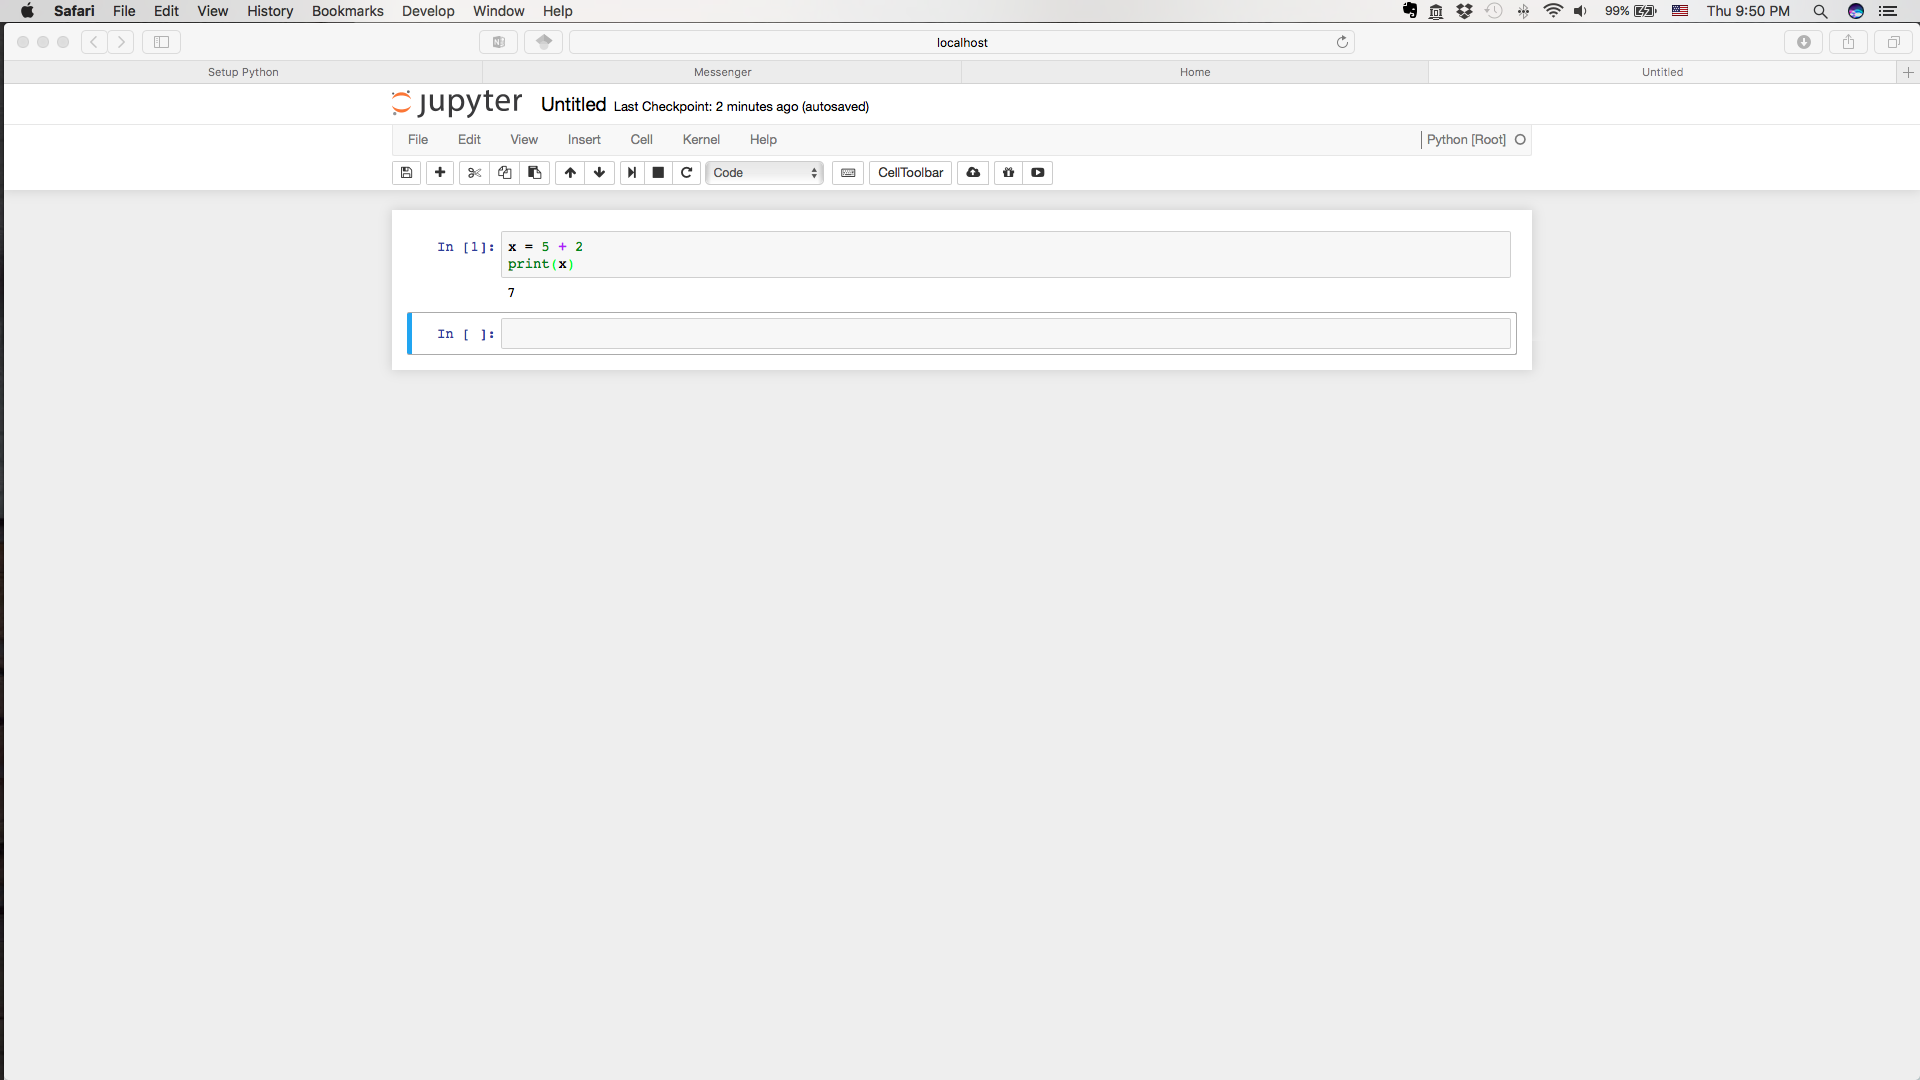 Safari File Edit View History Bookmarks Develop Window Help 99% Thu 9:50 PM
localhost
Setup Python Messenger Home Untitled
jupyter Untitled Last Checkpoint: 2 minutes ago (autosaved)
File Edit View Insert Cell Kernel Help Python [Root]
Code CellToolbar
In [1]: x = 5 + 2
print(x)
7
In [ ]: